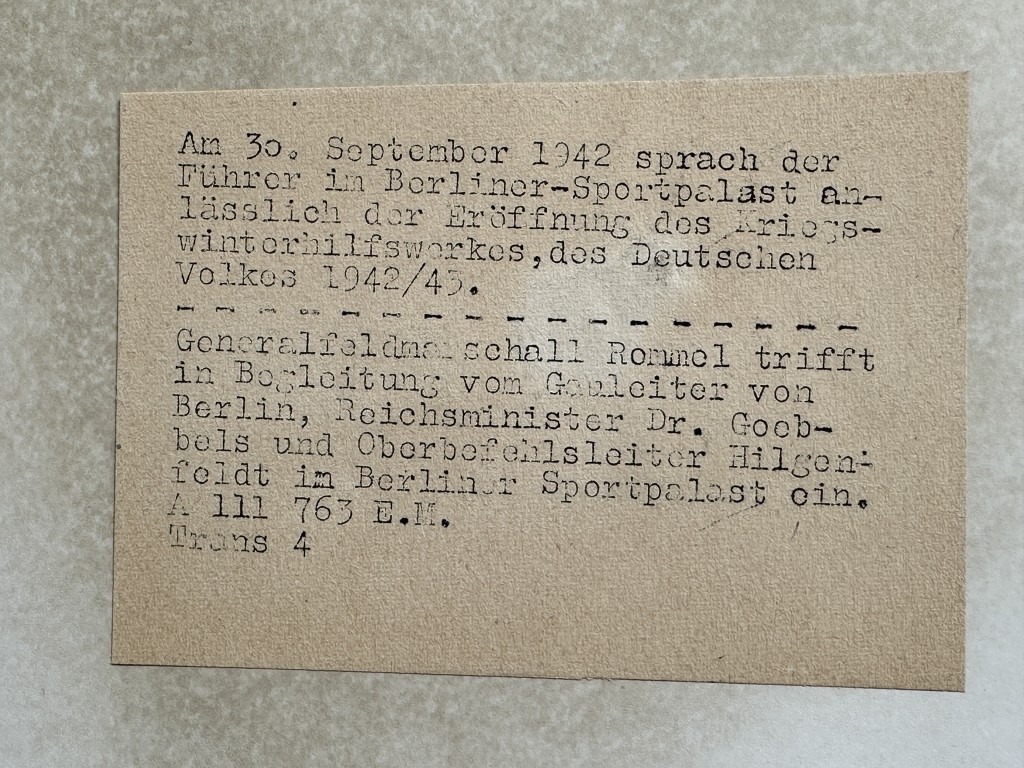 Am 30. September 1942 sprach der
Führer im Berliner-Sportpalast an-
lässlich der Eröffnung des Kriegs-
winterhilfswerkes,des Deutschen
Volkes 1942/43.
- - - - - - - - - - - - - - - - -
Generalfeldmarschall Rommel trifft
in Begleitung vom Gauleiter von
Berlin, Reichsminister Dr. Goeb-
bels und Oberbefehlsleiter Hilgen-
feldt im Berliner Sportpalast ein.
A 111 763 E.M.
Trans 4